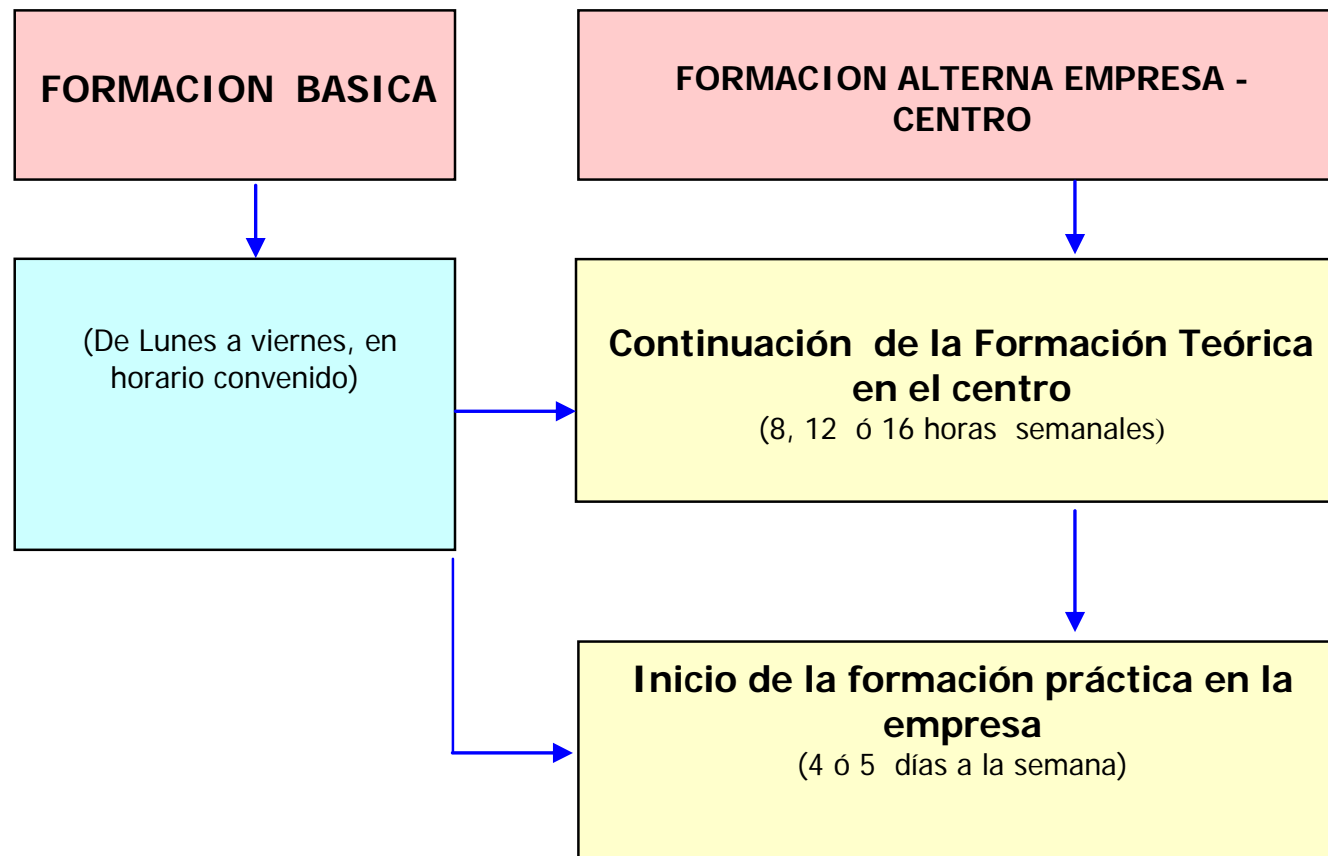 FORMACION BASICA
FORMACION ALTERNA EMPRESA -
CENTRO
(De Lunes a viernes, en
horario convenido)
Continuación de la Formación Teórica
en el centro
(8, 12 ó 16 horas semanales)
Inicio de la formación práctica en la
empresa
(4 ó 5 días a la semana)